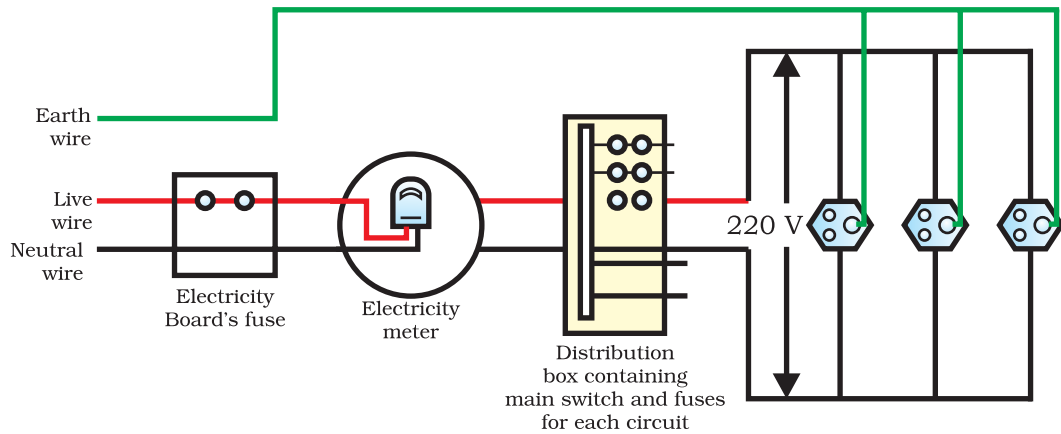 Earth
wire
Live
wire
Neutral
wire
Electricity
Board's fuse
Electricity
meter
Distribution
box containing
main switch and fuses
for each circuit
220 V